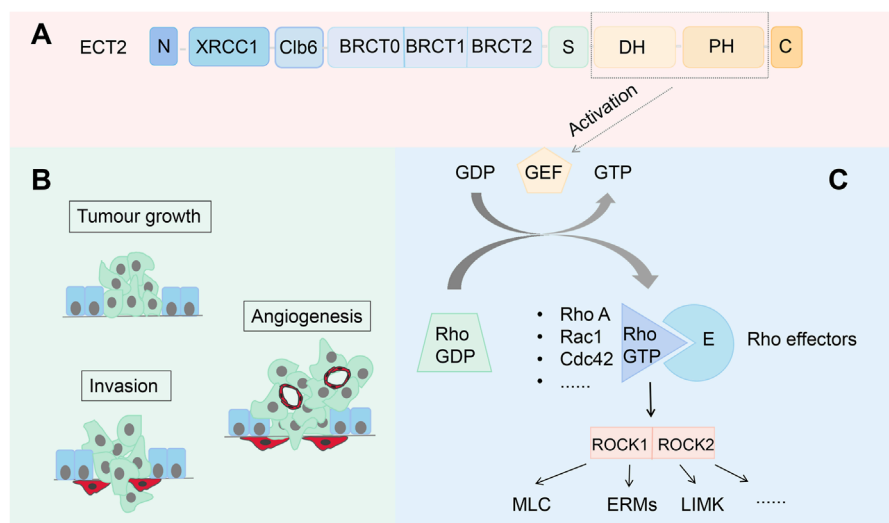 A
ECT2 N XRCC1 Clb6 BRCT0 BRCT1 BRCT2 S DH PH C
Activation
B
Tumour growth
Angiogenesis
Invasion
C
GDP GEF GTP
Rho
GDP
• Rho A
• Rac1
• Cdc42
• ......
Rho
GTP
E
Rho effectors
ROCK1 ROCK2
MLC ERMs LIMK ......